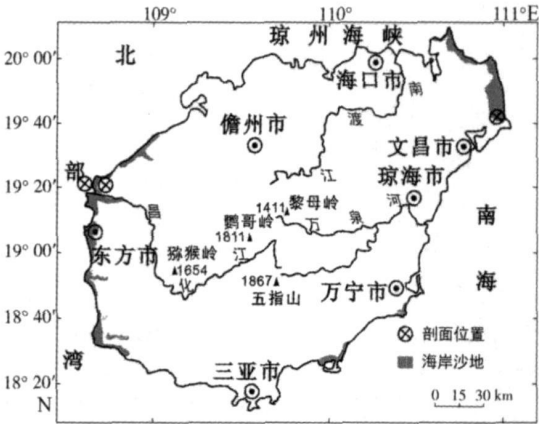 109° 110° 111°E
20° 00′
19° 40′
19° 20′
19° 00′
18° 40′
18° 20′
N
北
部
湾
琼州海峡
海口市
南
渡
江
儋州市
文昌市
琼海市
1411 黎母岭
万
泉
河
鹦哥岭
1811
昌
化
江
猕猴岭
1654
东方市
1867
五指山
万宁市
三亚市
南
海
剖面位置
海岸沙地
0 15 30 km